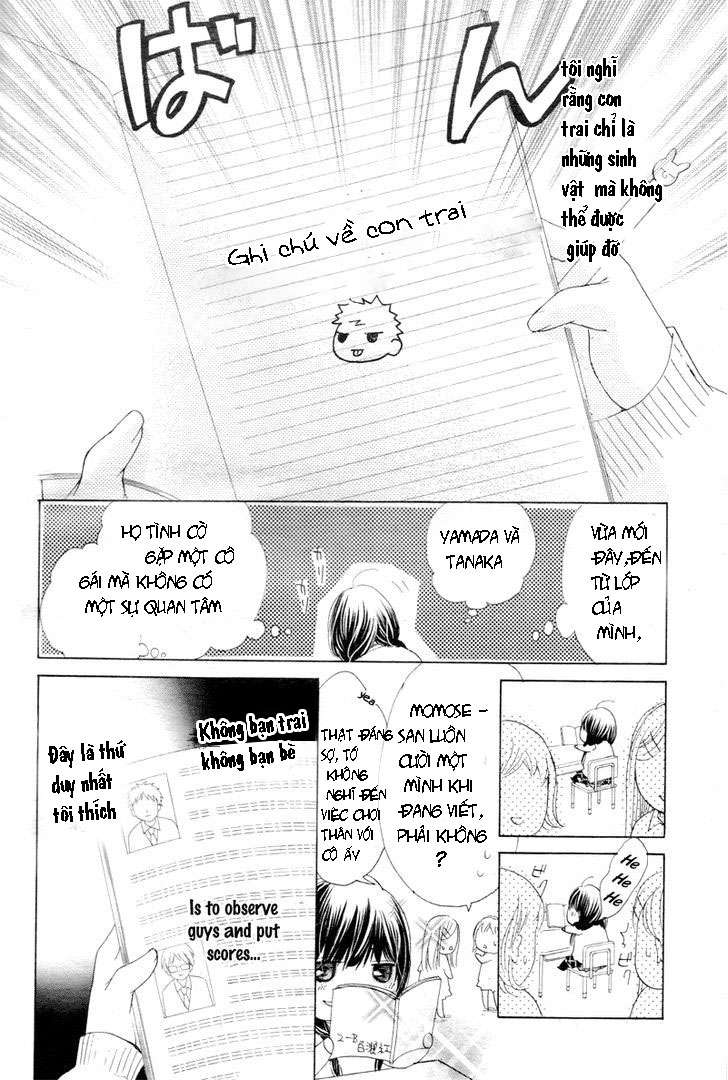 ばん
tôi nghĩ
rằng con
trai chỉ là
những sinh
vật mà không
thể được
giúp đỡ
Ghi chú về con trai
VỪA MỚI
ĐÂY,ĐẾN
TỪ LỚP
CỦA
MÌNH,
YAMADA VÀ
TANAKA
HỌ TÌNH CỜ
GẶP MỘT CÔ
GÁI MÀ KHÔNG CÓ
MỘT SỰ QUAN TÂM
He
He
He
MOMOSE -
SAN LUÔN
CƯỜI MỘT
MÌNH KHI
ĐANG VIẾT,
PHẢI KHÔNG
?
yea
THẬT ĐÁNG
SỢ, TỚ
KHÔNG
NGHĨ ĐẾN
VIỆC CHƠI
THÂN VỚI
CÔ ẤY
2-8
Không bạn trai
không bạn bè
Đây là thứ
duy nhất
tôi thích
Is to observe
guys and put
scores...